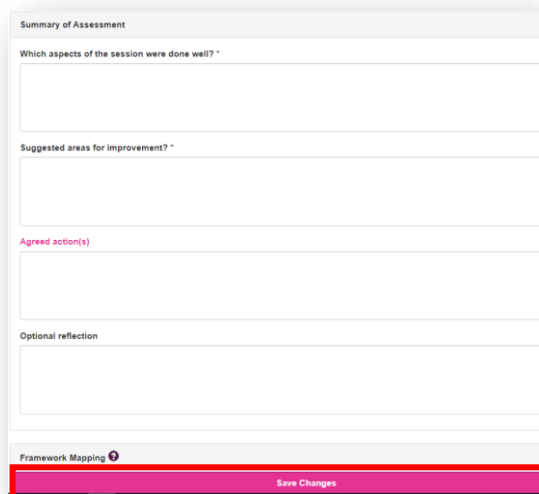 Summary of Assessment
Which aspects of the session were done well? *
Suggested areas for improvement? *
Agreed action(s)
Optional reflection
Framework Mapping ?
Save Changes